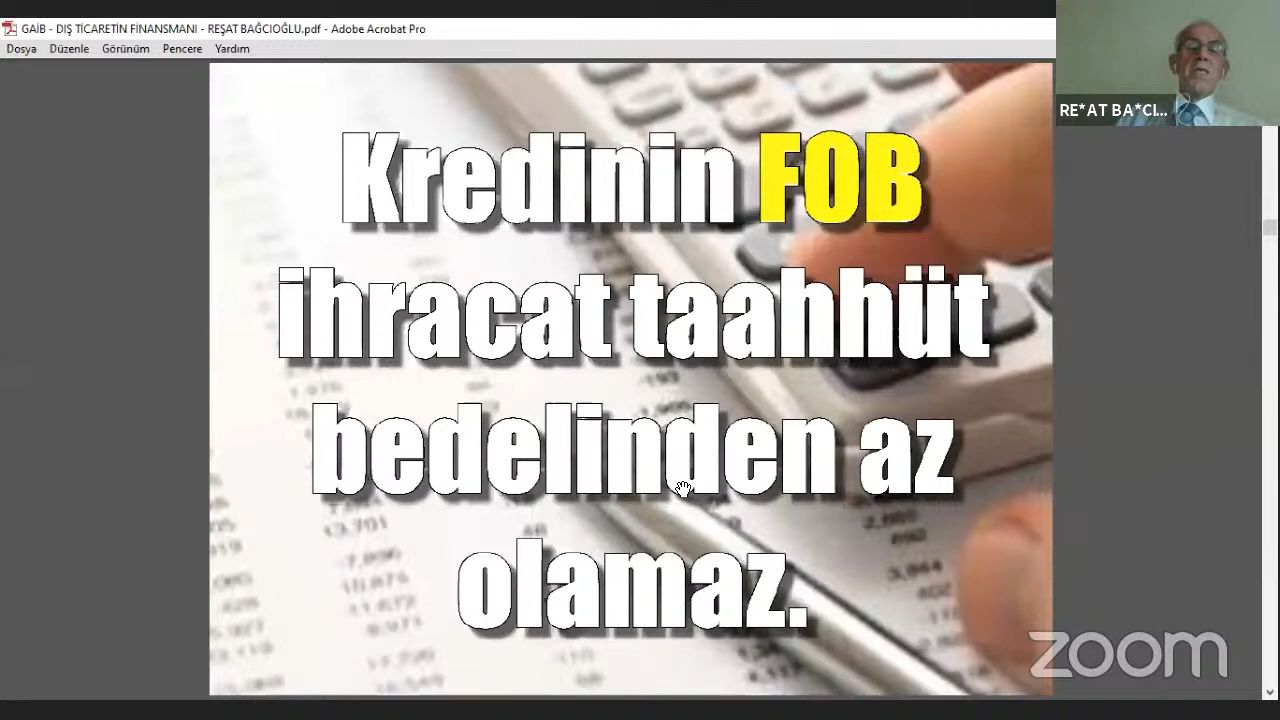 GAİB - DIŞ TİCARETİN FİNANSMANI - REŞAT BAĞCIOĞLU.pdf - Adobe Acrobat Pro
Dosya Düzenle Görünüm Pencere Yardım
RE*AT BA*CI...
Kredinin FOB
ihracat taahhüt
bedelinden az
olamaz.
zoom